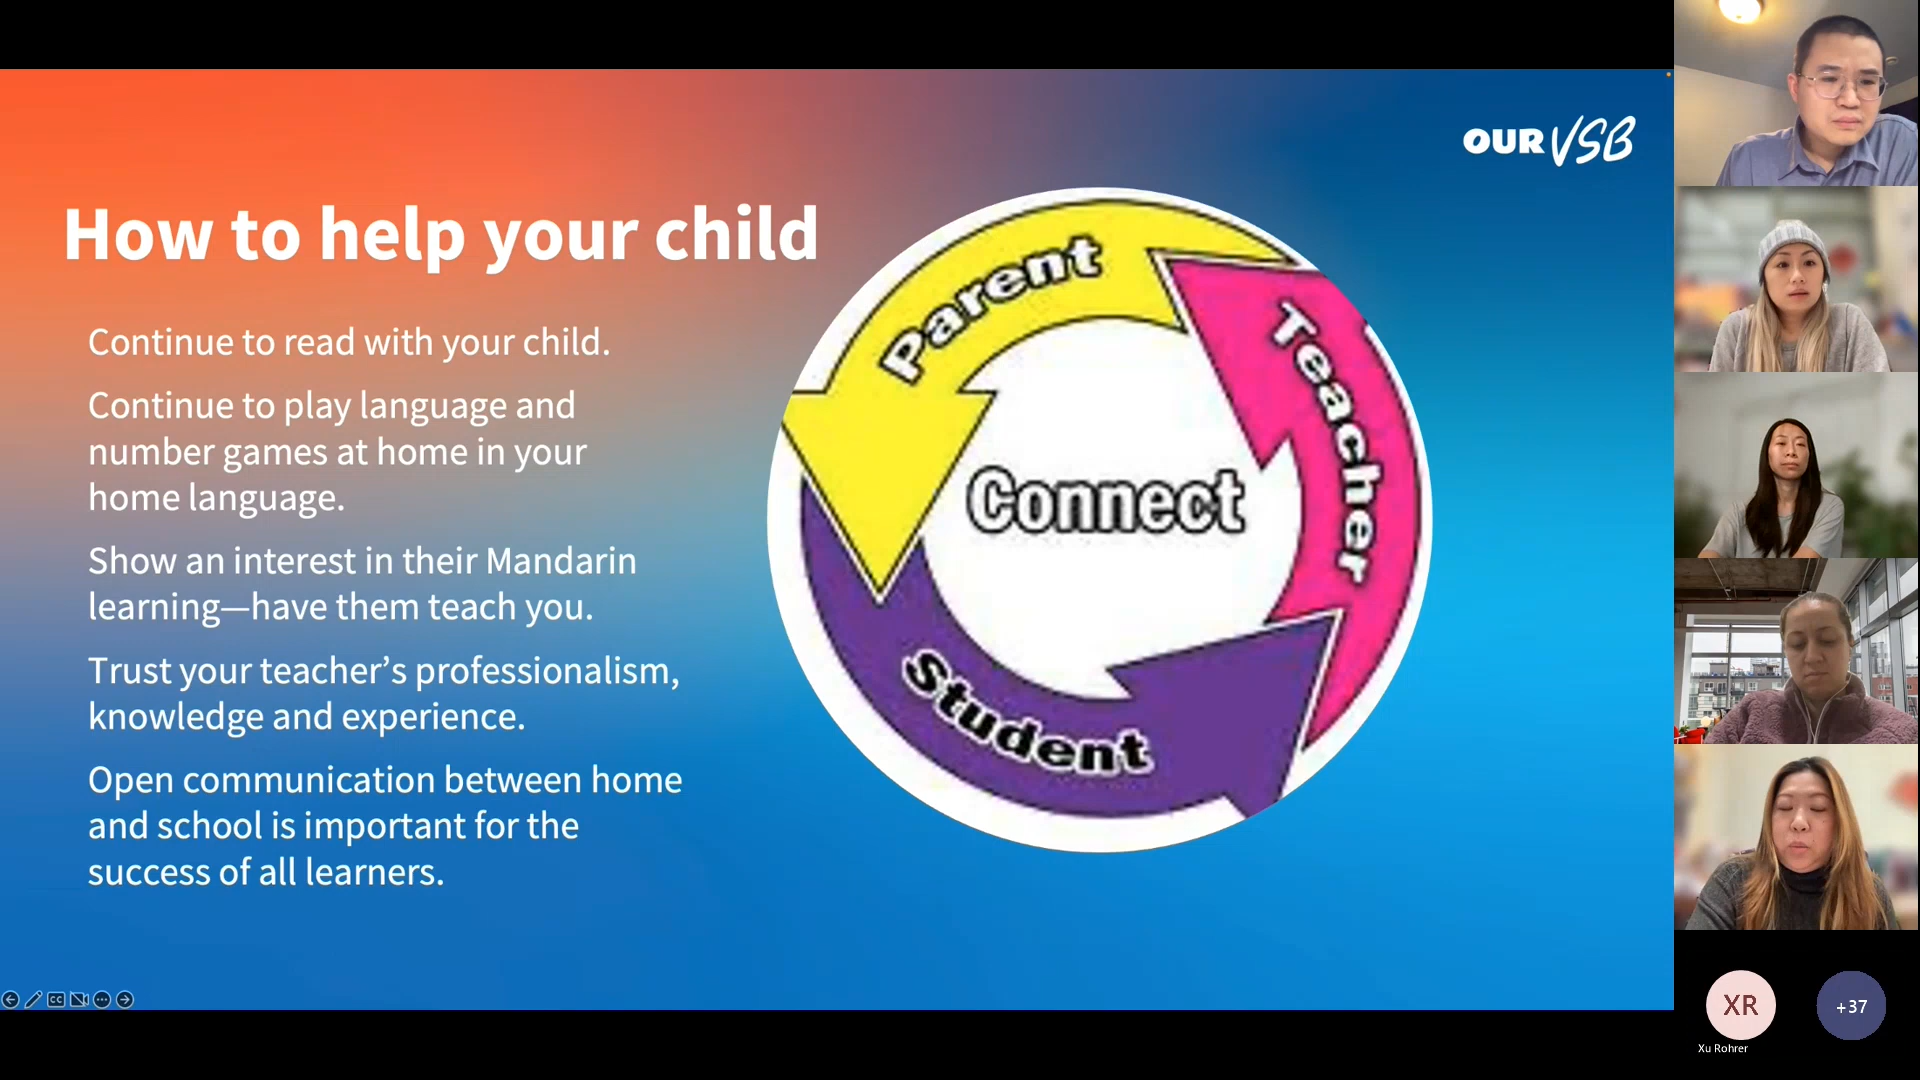 OUR VSB
How to help your child
Continue to read with your child.
Continue to play language and
number games at home in your
home language.
Show an interest in their Mandarin
learning—have them teach you.
Trust your teacher’s professionalism,
knowledge and experience.
Open communication between home
and school is important for the
success of all learners.
Parent
Teacher
Connect
Student
CC
XR
+37
Xu Rohrer